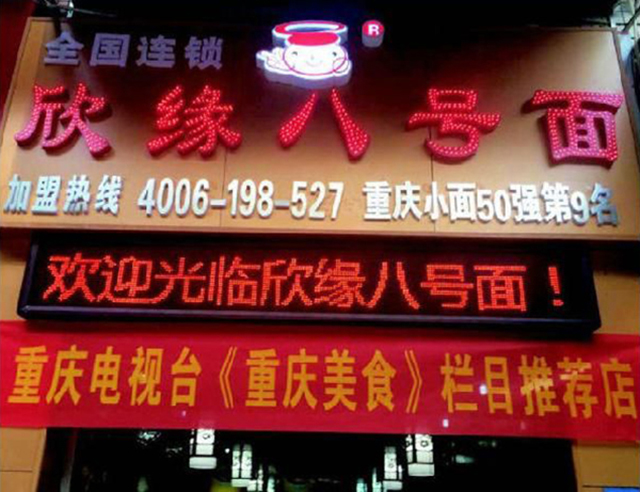 全国连锁
®
欣缘八号面
加盟热线 4006-198-527 重庆小面50强第9名
欢迎光临欣缘八号面！
重庆电视台《重庆美食》栏目推荐店